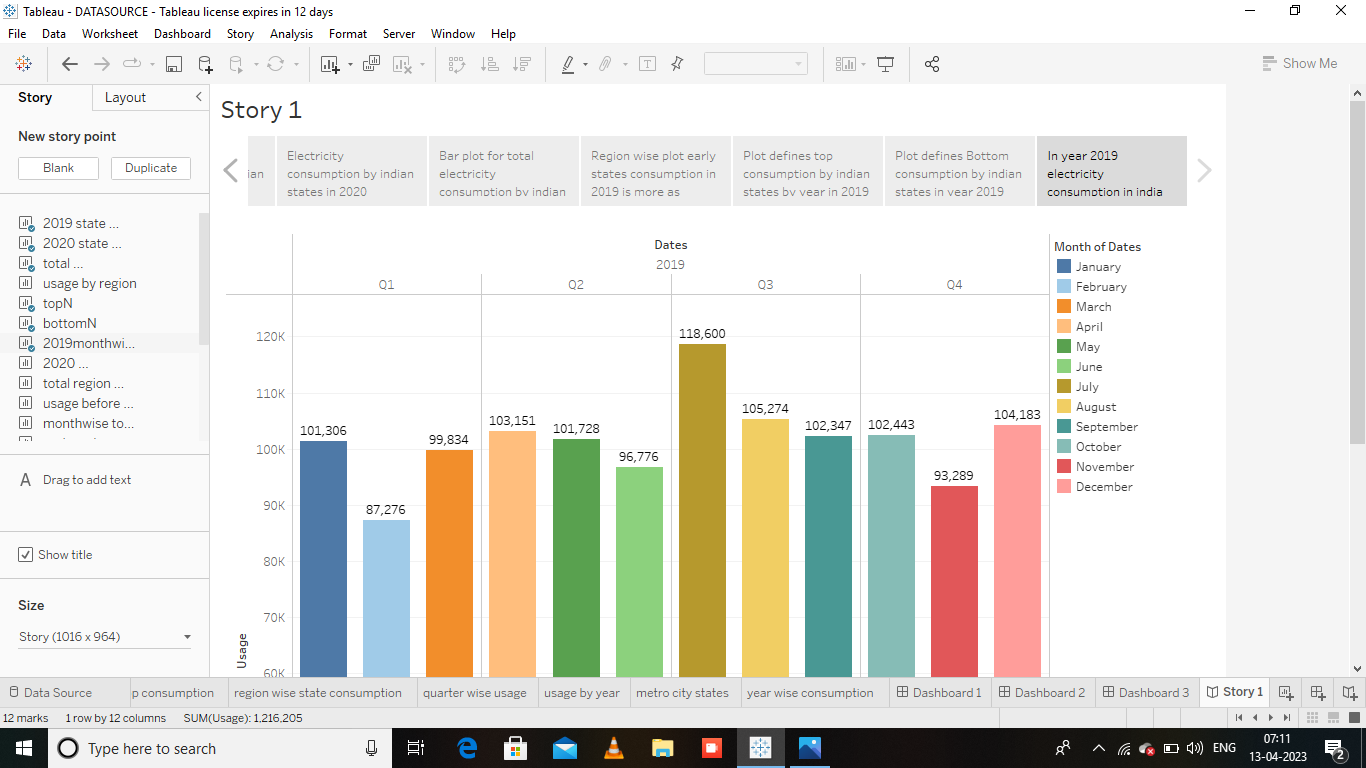 Tableau - DATASOURCE - Tableau license expires in 12 days
File Data Worksheet Dashboard Story Analysis Format Server Window Help
Show Me
Story Layout
New story point
Blank Duplicate
2019 state ...
2020 state ...
total ...
usage by region
topN
bottomN
2019monthwi...
2020 ...
total region ...
usage before ...
monthwise to...
A Drag to add text
Show title
Size
Story (1016 x 964)
Story 1
ian
Electricity
consumption by indian
states in 2020
Bar plot for total
electricity
consumption by indian
Region wise plot early
states consumption in
2019 is more as
Plot defines top
consumption by indian
states by year in 2019
Plot defines Bottom
consumption by indian
states in year 2019
In year 2019
electricity
consumption in india
Dates
2019
Q1 Q2 Q3 Q4
120K
110K
100K
90K
80K
70K
60K
Usage
101,306
87,276
99,834
103,151
101,728
96,776
118,600
105,274
102,347
102,443
93,289
104,183
Month of Dates
January
February
March
April
May
June
July
August
September
October
November
December
Data Source p consumption region wise state consumption quarter wise usage usage by year metro city states year wise consumption Dashboard 1 Dashboard 2 Dashboard 3 Story 1
12 marks 1 row by 12 columns SUM(Usage): 1,216,205
Type here to search
ENG
07:11
13-04-2023
2